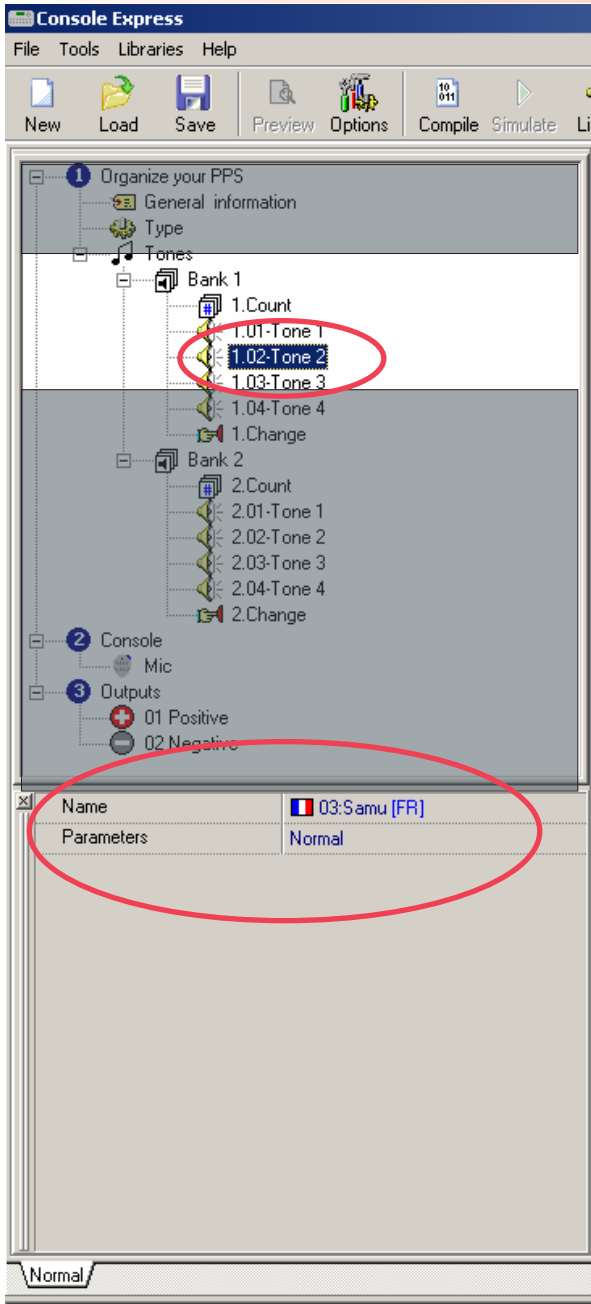 Console Express
File Tools Libraries Help
New Load Save Preview Options Compile Simulate Li
1 Organize your PPS
General information
Type
Tones
Bank 1
# 1.Count
1.01-Tone 1
1.02-Tone 2
1.03-Tone 3
1.04-Tone 4
1.Change
Bank 2
# 2.Count
2.01-Tone 1
2.02-Tone 2
2.03-Tone 3
2.04-Tone 4
2.Change
2 Console
Mic
3 Outputs
01 Positive
02 Negative
Name 03:Samu [FR]
Parameters Normal
Normal